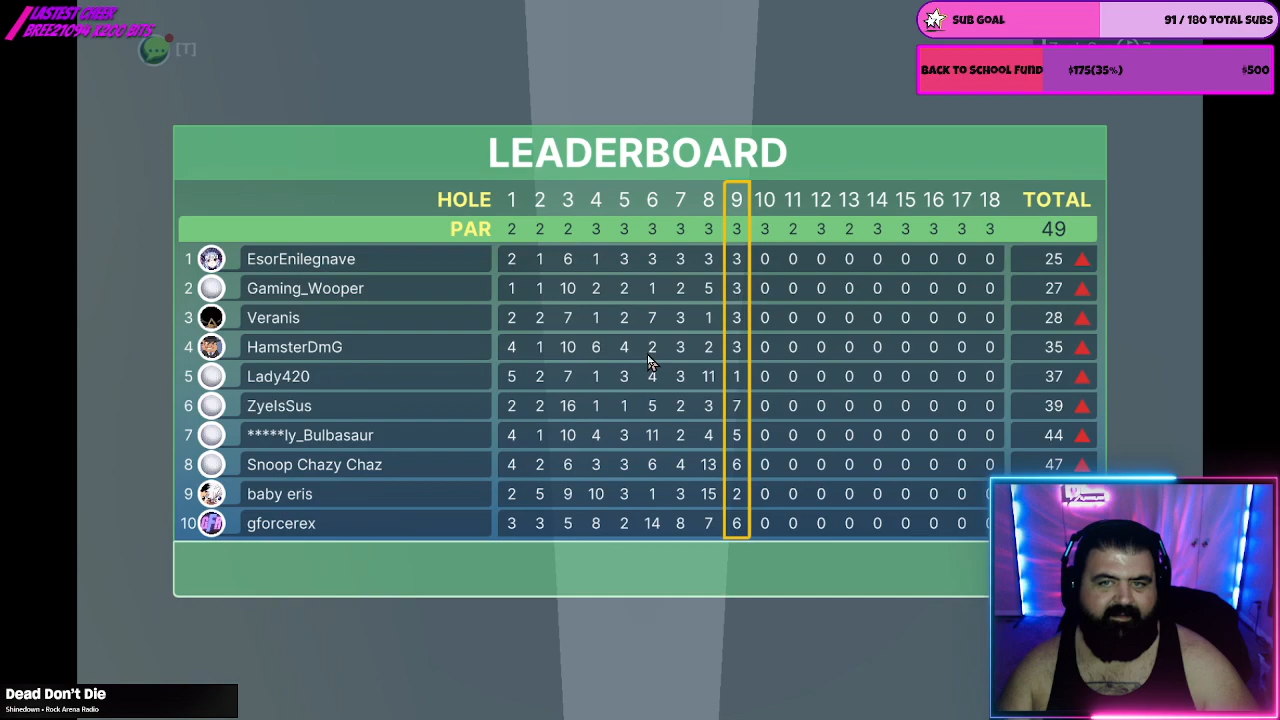 LASTEST CHEER
BREE21094 X200 BITS
SUB GOAL 91 / 180 TOTAL SUBS
BACK TO SCHOOL FUND $175(35%) $500
[T]
LEADERBOARD
HOLE 1 2 3 4 5 6 7 8 9 10 11 12 13 14 15 16 17 18 TOTAL
PAR 2 2 2 3 3 3 3 3 3 3 2 3 2 3 3 3 3 3 49
1 EsorEnilegnave 2 1 6 1 3 3 3 3 3 0 0 0 0 0 0 0 0 0 25
2 Gaming_Wooper 1 1 10 2 2 1 2 5 3 0 0 0 0 0 0 0 0 0 27
3 Veranis 2 2 7 1 2 7 3 1 3 0 0 0 0 0 0 0 0 0 28
4 HamsterDmG 4 1 10 6 4 2 3 2 3 0 0 0 0 0 0 0 0 0 35
5 Lady420 5 2 7 1 3 4 3 11 1 0 0 0 0 0 0 0 0 0 37
6 ZyelsSus 2 2 16 1 1 5 2 3 7 0 0 0 0 0 0 0 0 0 39
7 *****ly_Bulbasaur 4 1 10 4 3 11 2 4 5 0 0 0 0 0 0 0 0 0 44
8 Snoop Chazy Chaz 4 2 6 3 3 6 4 13 6 0 0 0 0 0 0 0 0 0 47
9 baby eris 2 5 9 10 3 1 3 15 2 0 0 0 0 0 0 0 0 0
10 gforcerex 3 3 5 8 2 14 8 7 6 0 0 0 0 0 0 0 0 0
Dead Don't Die
Shinedown • Rock Arena Radio